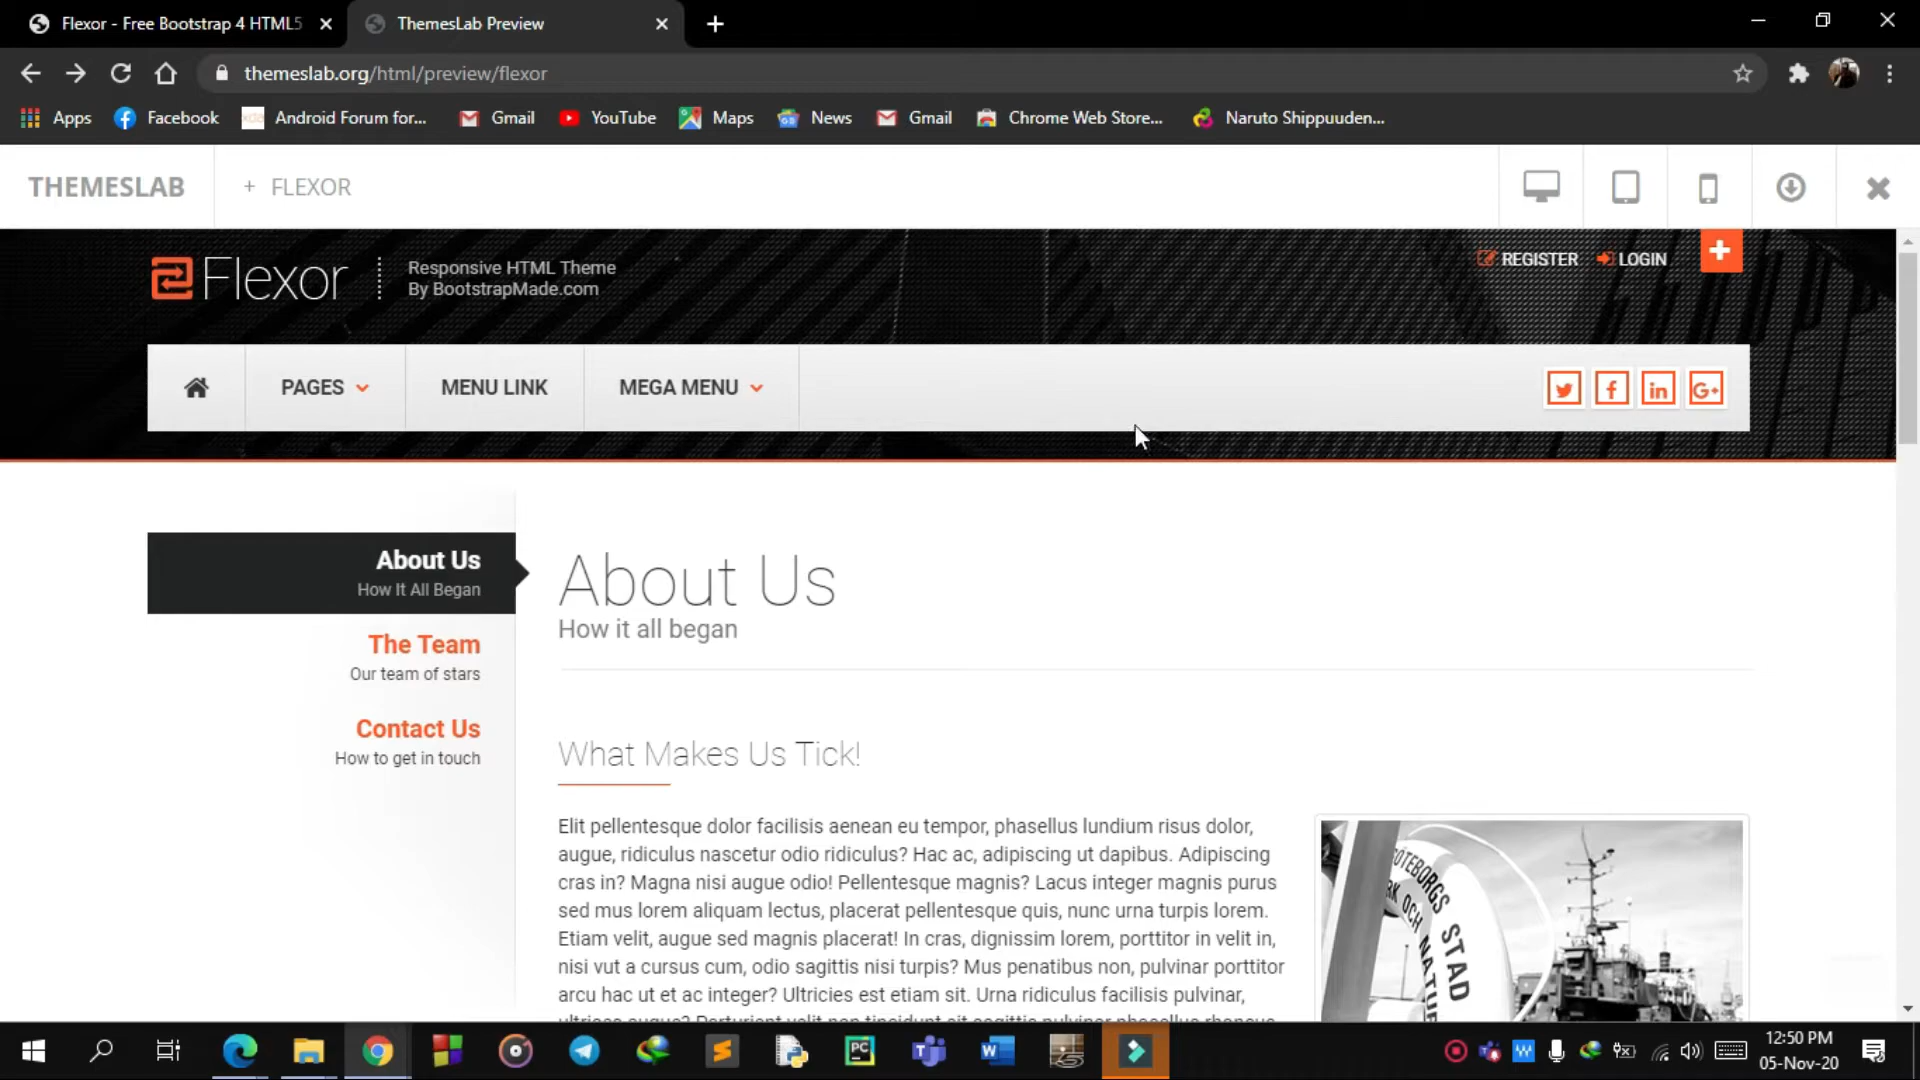 Flexor - Free Bootstrap 4 HTML5
ThemesLab Preview
themeslab.org/html/preview/flexor
Apps
Facebook
Android Forum for...
Gmail
YouTube
Maps
News
Gmail
Chrome Web Store...
Naruto Shippuuden...
THEMESLAB
+ FLEXOR
REGISTER
LOGIN
Flexor
Responsive HTML Theme
By BootstrapMade.com
PAGES
MENU LINK
MEGA MENU
About Us
How It All Began
The Team
Our team of stars
Contact Us
How to get in touch
About Us
How it all began
What Makes Us Tick!
Elit pellentesque dolor facilisis aenean eu tempor, phasellus lundium risus dolor,
augue, ridiculus nascetur odio ridiculus? Hac ac, adipiscing ut dapibus. Adipiscing
cras in? Magna nisi augue odio! Pellentesque magnis? Lacus integer magnis purus
sed mus lorem aliquam lectus, placerat pellentesque quis, nunc urna turpis lorem.
Etiam velit, augue sed magnis placerat! In cras, dignissim lorem, porttitor in velit in,
nisi vut a cursus cum, odio sagittis nisi turpis? Mus penatibus non, pulvinar porttitor
arcu hac ut et ac integer? Ultricies est etiam sit. Urna ridiculus facilisis pulvinar,
GÖTEBORGS STAD
12:50 PM
05-Nov-20